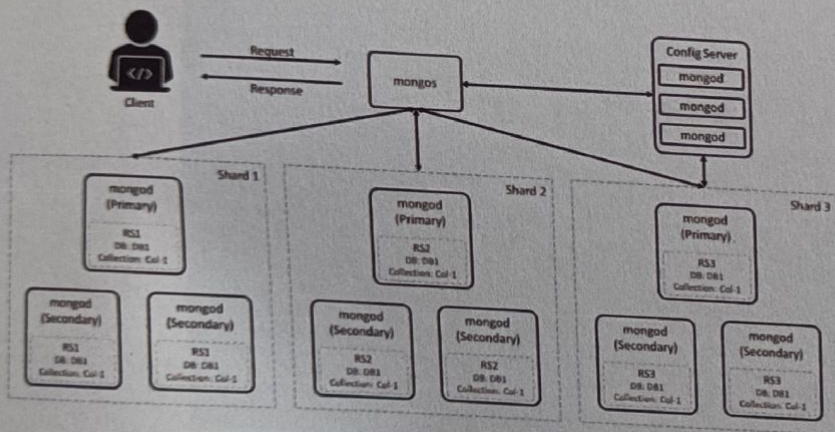 Request
Response
</>
Client
mongos
Config Server
mongod
mongod
mongod
Shard 1
mongod
(Primary)
RS1
DB: DB1
Collection: Col-1
mongod
(Secondary)
RS1
DB: DB1
Collection: Col-1
mongod
(Secondary)
RS1
DB: DB1
Collection: Col-1
Shard 2
mongod
(Primary)
RS2
DB: DB1
Collection: Col-1
mongod
(Secondary)
RS2
DB: DB1
Collection: Col-1
mongod
(Secondary)
RS2
DB: DB1
Collection: Col-1
Shard 3
mongod
(Primary)
RS3
DB: DB1
Collection: Col-1
mongod
(Secondary)
RS3
DB: DB1
Collection: Col-1
mongod
(Secondary)
RS3
DB: DB1
Collection: Col-1